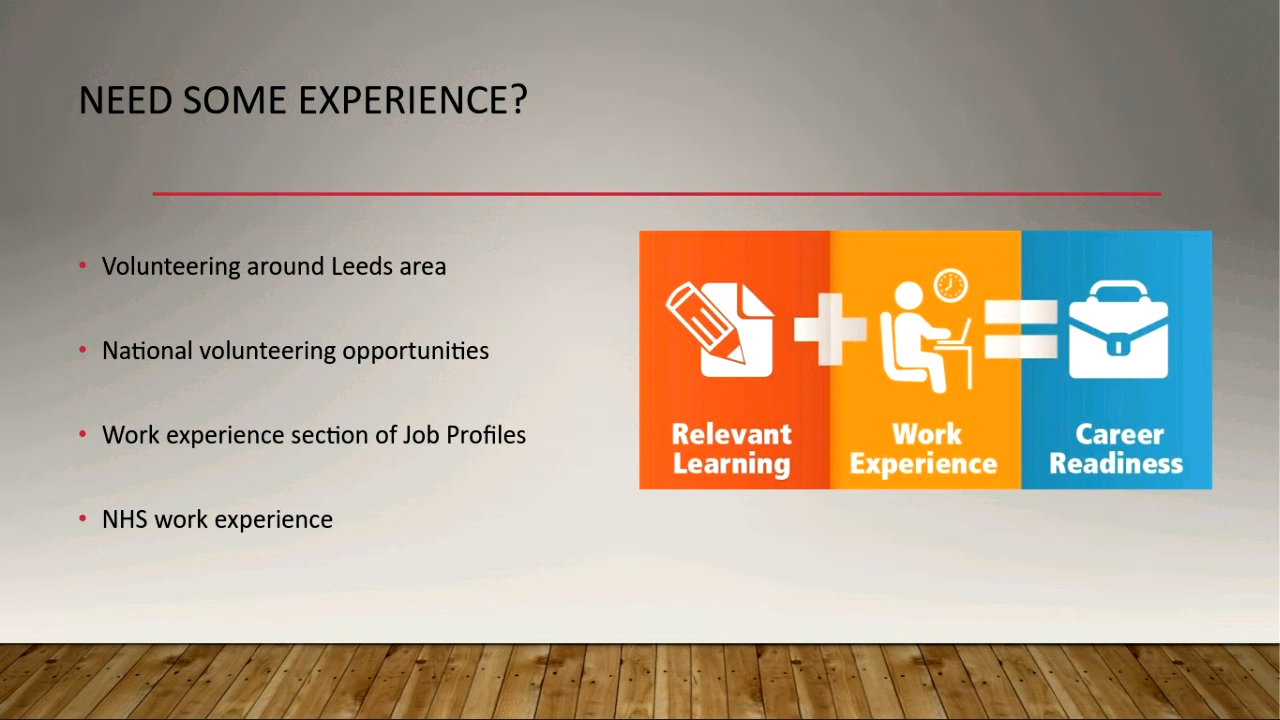 NEED SOME EXPERIENCE?
Volunteering around Leeds area
National volunteering opportunities
Work experience section of Job Profiles
NHS work experience
Relevant
Learning
Work
Experience
Career
Readiness